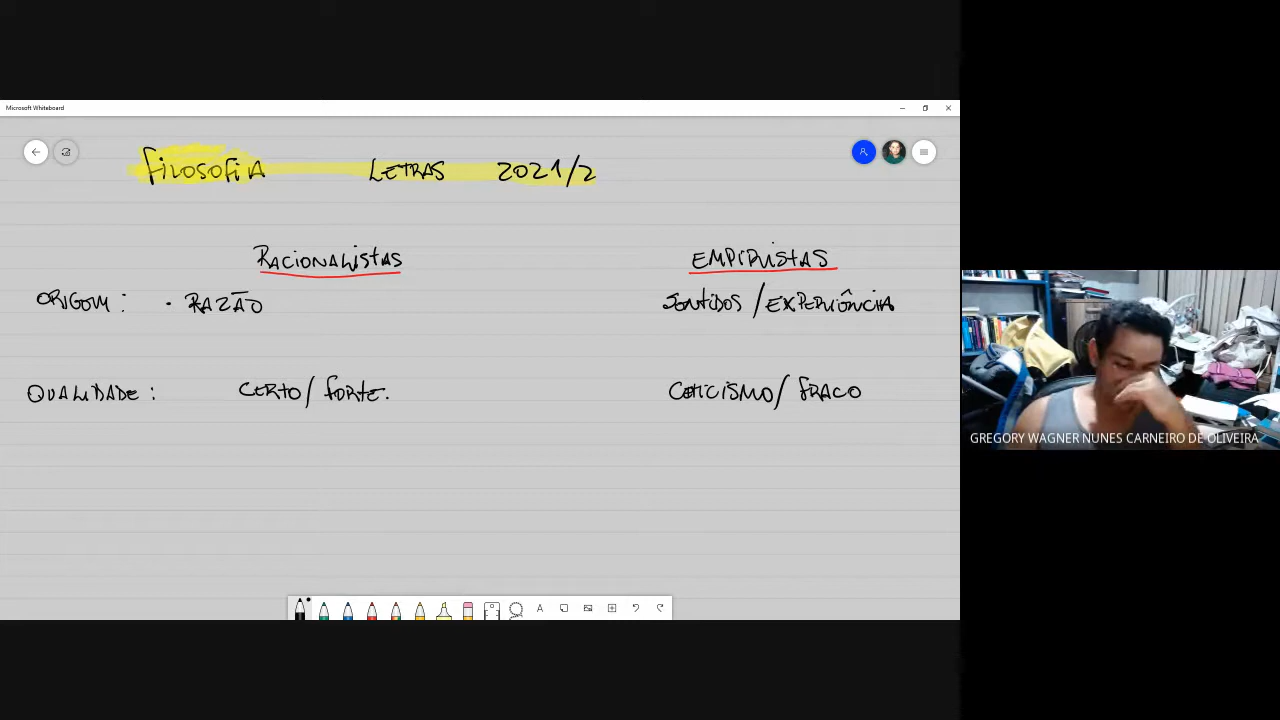 Microsoft Whiteboard
FILOSOFIA LETRAS 2021/2
RACIONALISTAS EMPIRISTAS
ORIGEM: • RAZÃO SENTIDOS / EXPERIÊNCIA
QUALIDADE: CERTO / FORTE. CETICISMO / FRACO
GREGORY WAGNER NUNES CARNEIRO DE OLIVEIRA
A